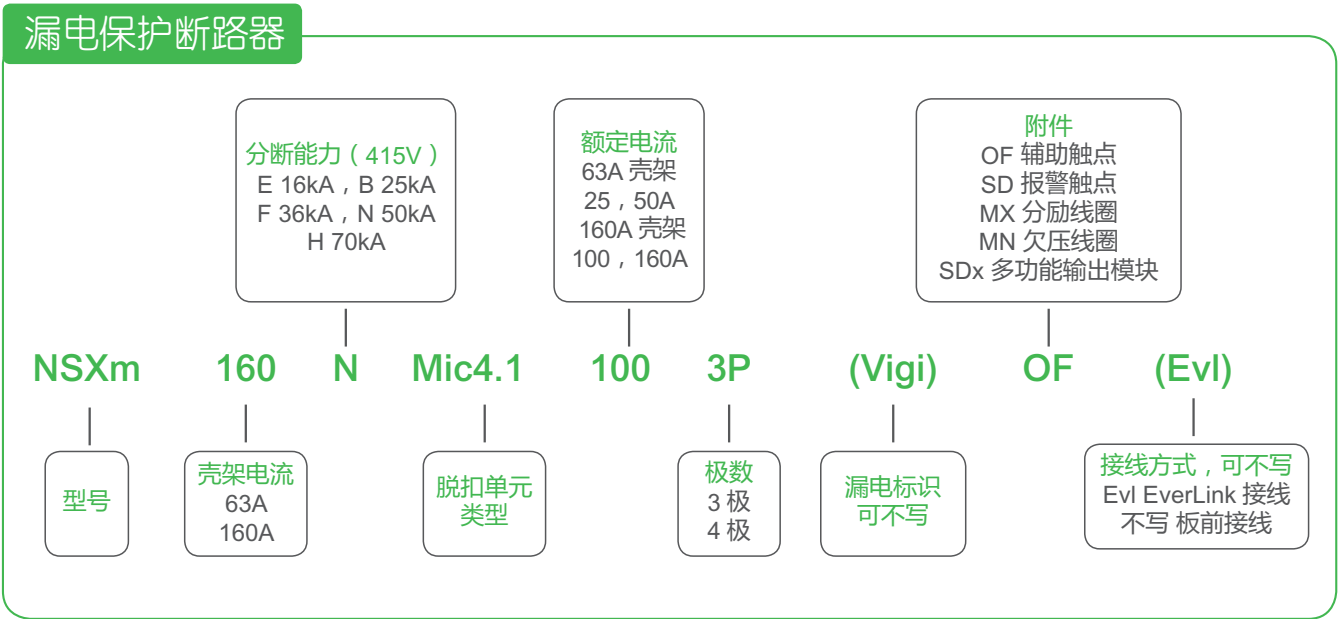 漏电保护断路器
分断能力（415V）
E 16kA，B 25kA
F 36kA，N 50kA
H 70kA
额定电流
63A 壳架
25，50A
160A 壳架
100，160A
附件
OF 辅助触点
SD 报警触点
MX 分励线圈
MN 欠压线圈
SDx 多功能输出模块
NSXm 160 N Mic4.1 100 3P (Vigi) OF (Evl)
型号
壳架电流
63A
160A
脱扣单元
类型
极数
3 极
4 极
漏电标识
可不写
接线方式，可不写
Evl EverLink 接线
不写 板前接线